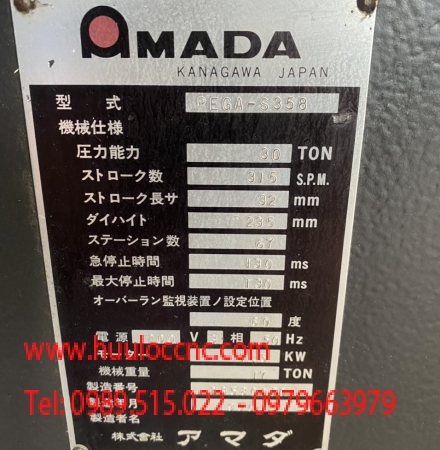 AMADA
KANAGAWA JAPAN
型式 PEGA-S358
機械仕様
圧力能力 30 TON
ストローク数 315 S.P.M.
ストローク長サ 32 mm
ダイハイト 235 mm
ステーション数
急停止時間 130 ms
最大停止時間 190 ms
オーバーラン監視装置ノ設定位置
度
電源 V 相 Hz
KW
機械重量 TON
製造番号
製造者名
株式会社 アマダ
www.huuloccnc.com
Tel: 0989.515.022 - 0979663979